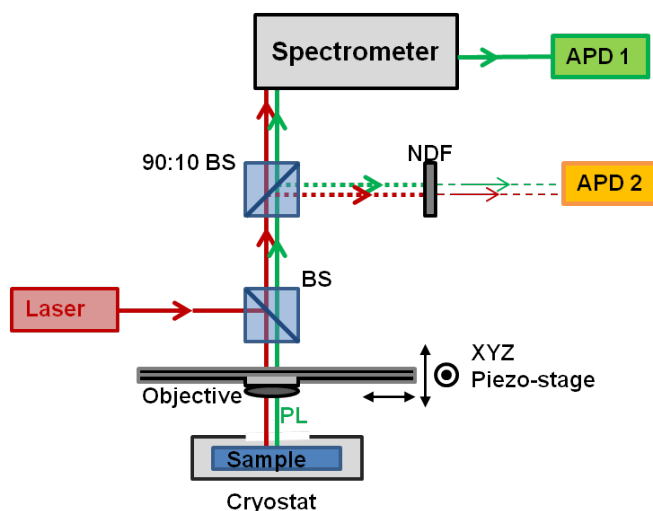 Spectrometer
APD 1
90:10 BS
NDF
APD 2
BS
Laser
XYZ
Piezo-stage
Objective
PL
Sample
Cryostat